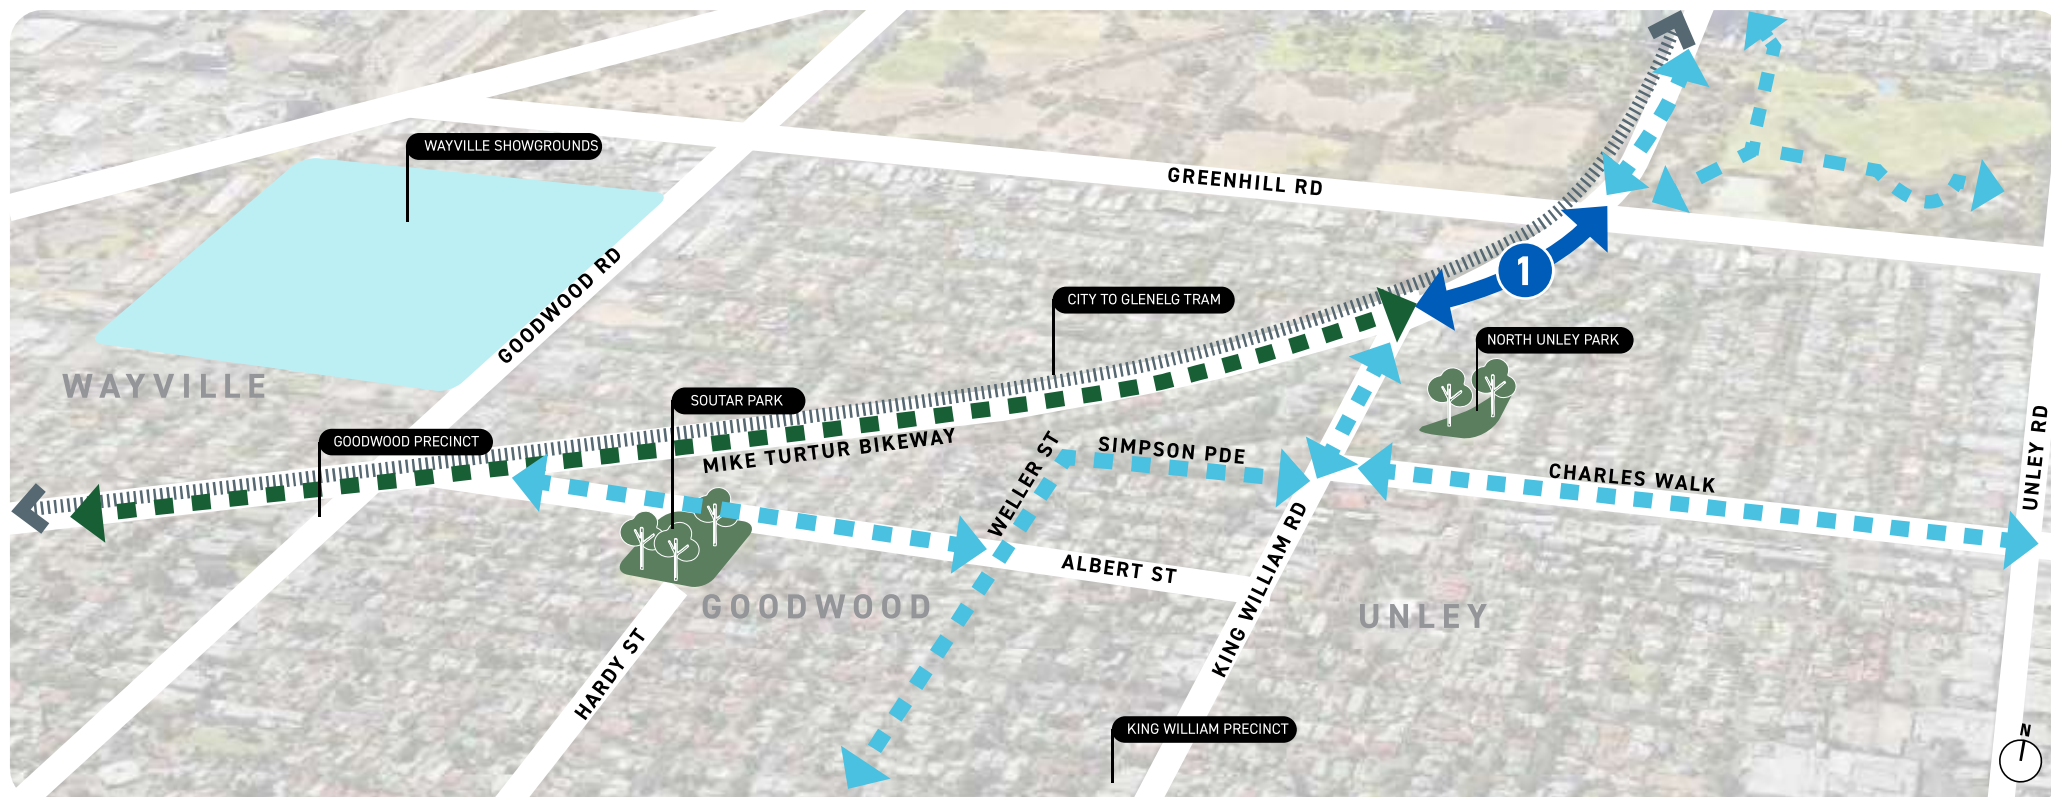 WAYVILLE SHOWGROUNDS
GREENHILL RD
GOODWOOD RD
1
CITY TO GLENELG TRAM
NORTH UNLEY PARK
WAYVILLE
SOUTAR PARK
GOODWOOD PRECINCT
MIKE TURTUR BIKEWAY
WELLER ST
SIMPSON PDE
CHARLES WALK
UNLEY RD
ALBERT ST
KING WILLIAM RD
GOODWOOD
UNLEY
HARDY ST
KING WILLIAM PRECINCT
N